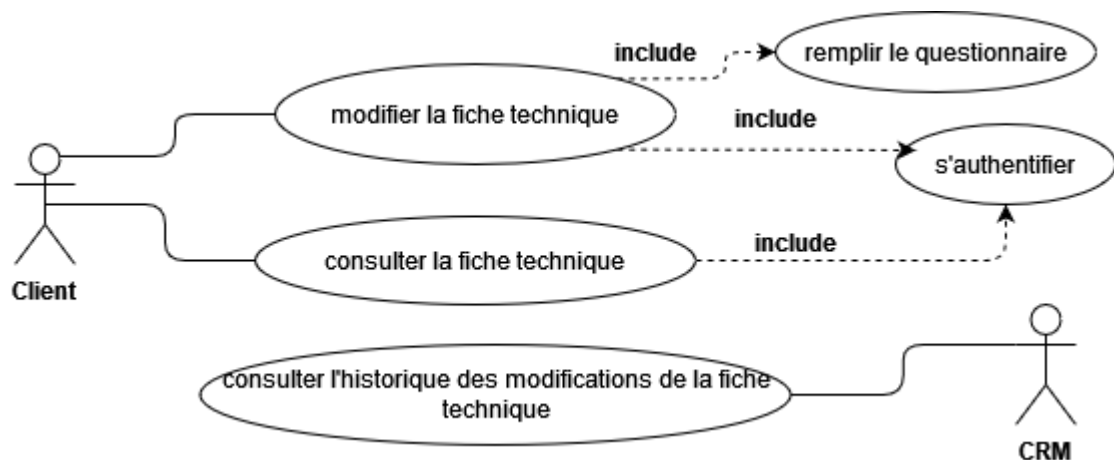 include
remplir le questionnaire
modifier la fiche technique
include
s'authentifier
include
consulter la fiche technique
Client
consulter l'historique des modifications de la fiche
technique
CRM